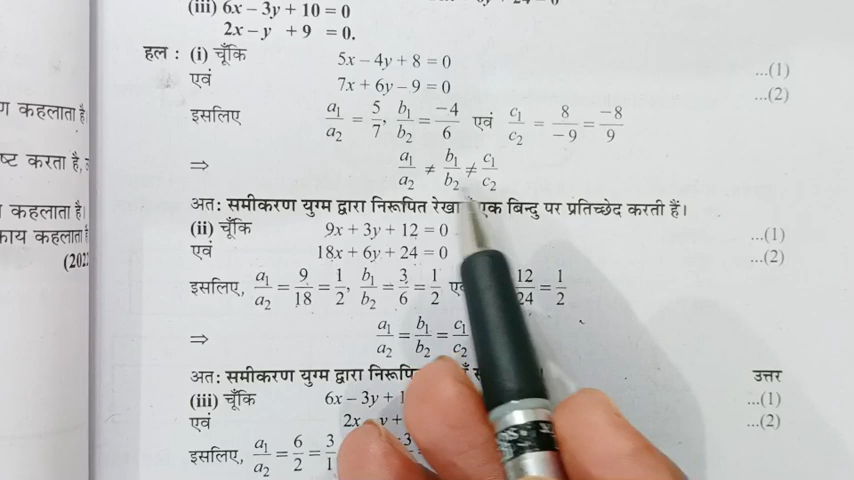 (iii) 6x – 3y + 10 = 0
2x – y + 9 = 0.
हल : (i) चूँकि 5x – 4y + 8 = 0 ...(1)
एवं 7x + 6y – 9 = 0 ...(2)
इसलिए a₁/a₂ = 5/7, b₁/b₂ = –4/6 एवं c₁/c₂ = 8/–9 = –8/9
⇒ a₁/a₂ ≠ b₁/b₂ ≠ c₁/c₂
अतः समीकरण युग्म द्वारा निरूपित एक बिन्दु पर प्रतिच्छेद करती हैं।
(ii) चूँकि 9x + 3y + 12 = 0 ...(1)
एवं 18x + 6y + 24 = 0 ...(2)
इसलिए, a₁/a₂ = 9/18 = 1/2, b₁/b₂ = 3/6 = 1/2 12/24 = 1/2
⇒ a₁/a₂ = b₁/b₂ = c₁/c₂
अतः समीकरण युग्म द्वारा उत्तर
(iii) चूँकि 6x – 3y + 1 ...(1)
एवं 2x y + ...(2)
इसलिए, a₁/a₂ = 6/2 = 3/1
कहलाता है
ष्ट करता है,
कहलाता है।
काय कहलाता है
(202